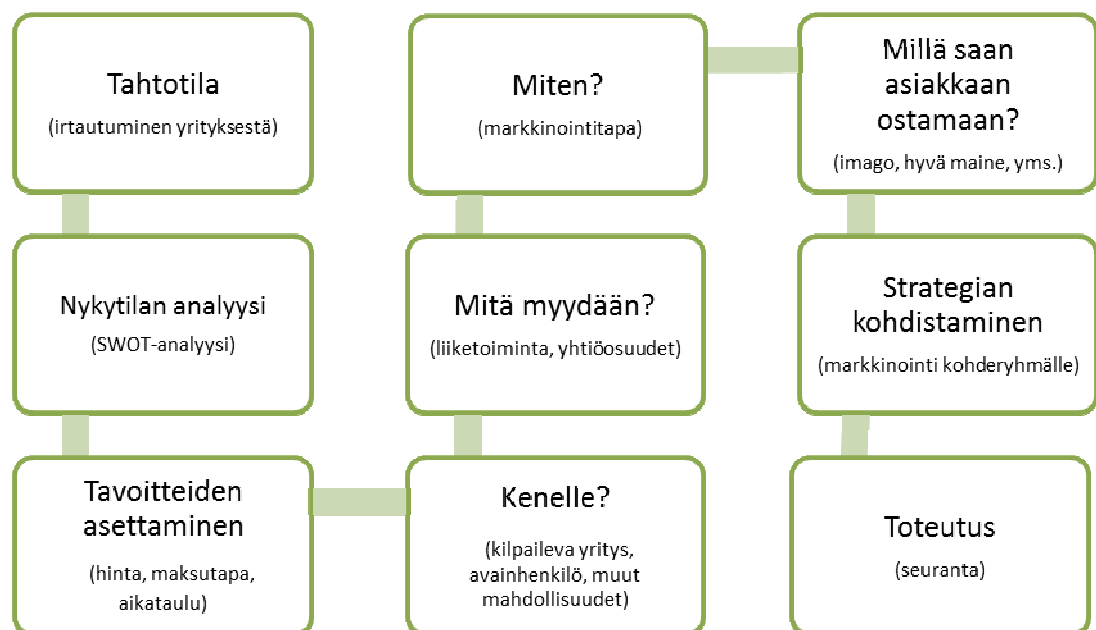 Tahtotila
(irtautuminen yrityksestä)
Nykytilan analyysi
(SWOT-analyysi)
Tavoitteiden
asettaminen
(hinta, maksutapa,
aikataulu)
Kenelle?
(kilpaileva yritys,
avainhenkilö, muut
mahdollisuudet)
Mitä myydään?
(liiketoiminta, yhtiöosuudet)
Miten?
(markkinointitapa)
Millä saan
asiakkaan
ostamaan?
(imago, hyvä maine, yms.)
Strategian
kohdistaminen
(markkinointi kohderyhmälle)
Toteutus
(seuranta)